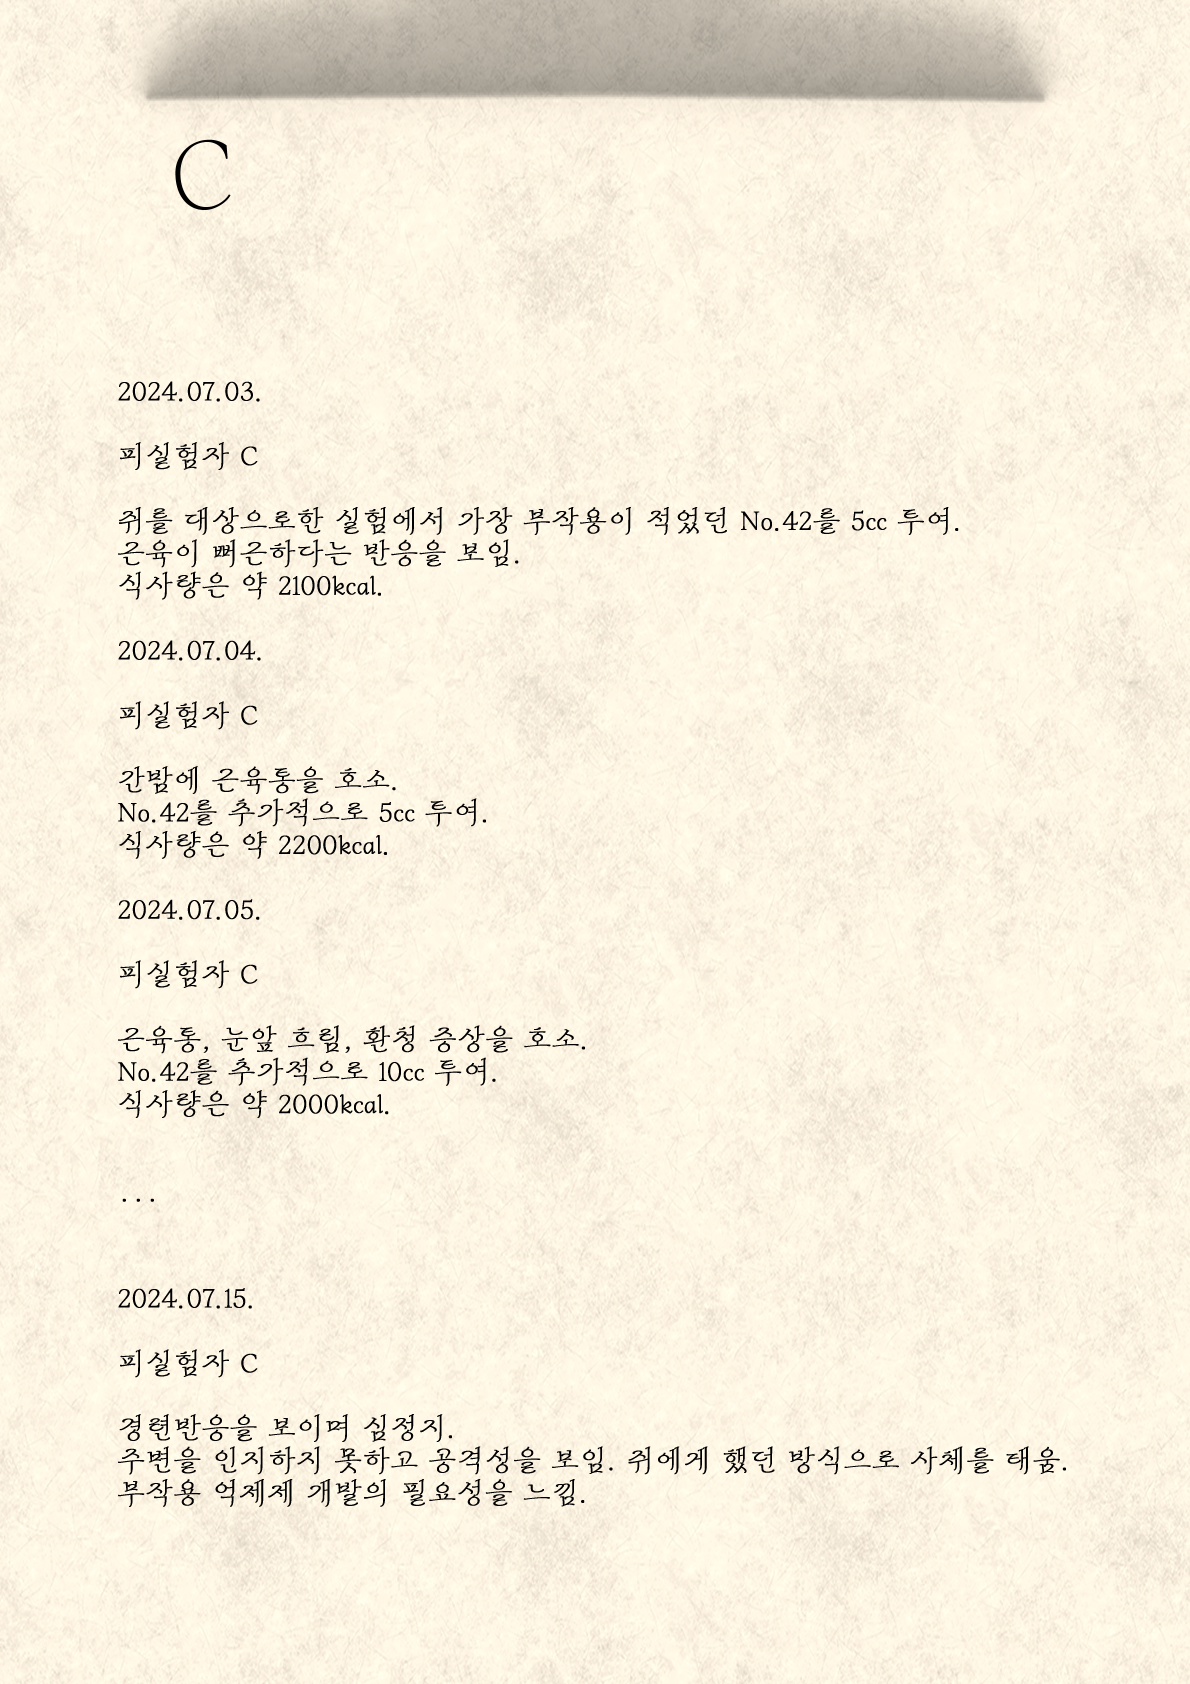 C
2024.07.03.
피실험자 C
쥐를 대상으로한 실험에서 가장 부작용이 적었던 No.42를 5cc 투여.
근육이 뻐근하다는 반응을 보임.
식사량은 약 2100kcal.
2024.07.04.
피실험자 C
간밤에 근육통을 호소.
No.42를 추가적으로 5cc 투여.
식사량은 약 2200kcal.
2024.07.05.
피실험자 C
근육통, 눈앞 흐림, 환청 증상을 호소.
No.42를 추가적으로 10cc 투여.
식사량은 약 2000kcal.
...
2024.07.15.
피실험자 C
경련반응을 보이며 심정지.
주변을 인지하지 못하고 공격성을 보임. 쥐에게 했던 방식으로 사체를 태움.
부작용 억제제 개발의 필요성을 느낌.